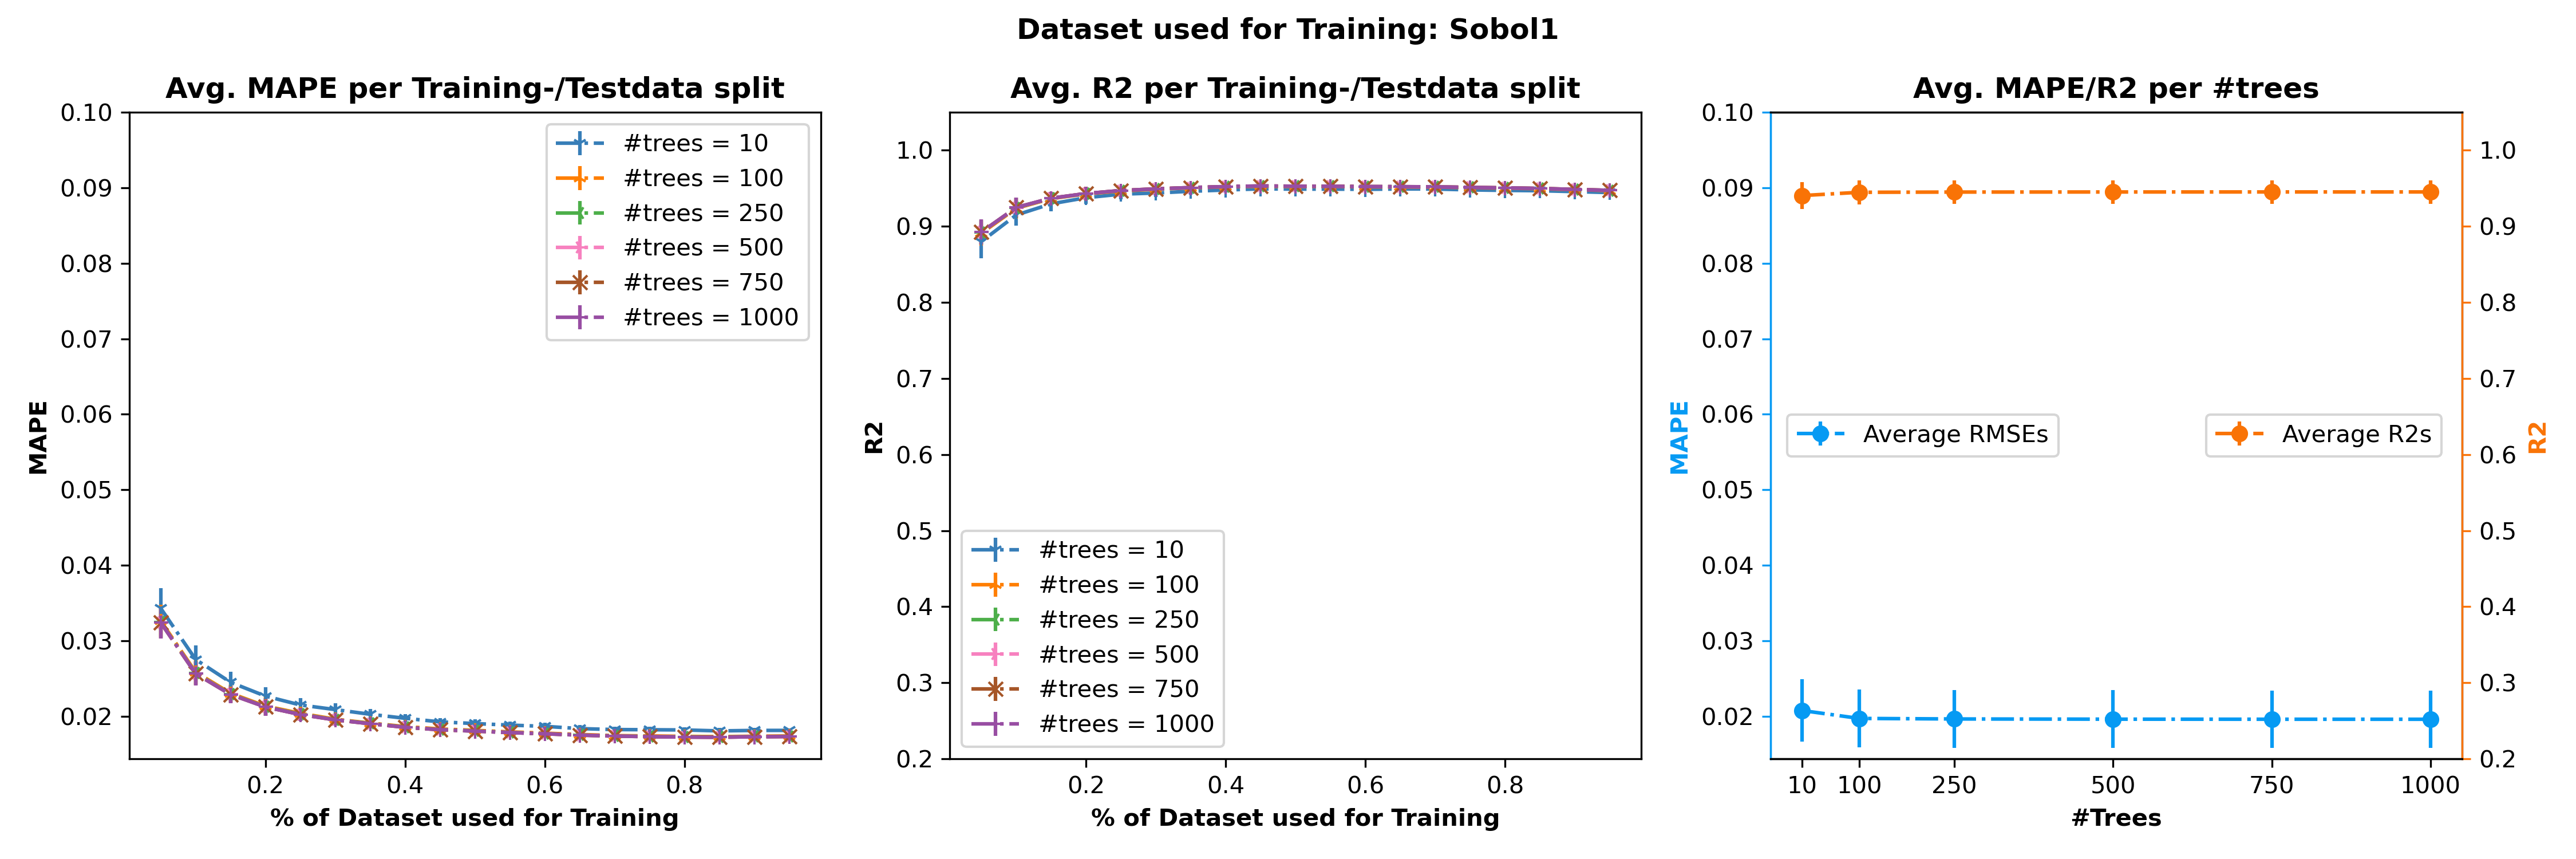 Dataset used for Training: Sobol1
Avg. MAPE per Training-/Testdata split
0.10
0.09
0.08
0.07
0.06
0.05
0.04
0.03
0.02
MAPE
#trees = 10
#trees = 100
#trees = 250
#trees = 500
#trees = 750
#trees = 1000
0.2 0.4 0.6 0.8
% of Dataset used for Training
Avg. R2 per Training-/Testdata split
1.0
0.9
0.8
0.7
0.6
0.5
0.4
0.3
0.2
R2
#trees = 10
#trees = 100
#trees = 250
#trees = 500
#trees = 750
#trees = 1000
0.2 0.4 0.6 0.8
% of Dataset used for Training
Avg. MAPE/R2 per #trees
0.10
0.09
0.08
0.07
0.06
0.05
0.04
0.03
0.02
MAPE
Average RMSEs
Average R2s
1.0
0.9
0.8
0.7
0.6
0.5
0.4
0.3
0.2
R2
10 100 250 500 750 1000
#Trees